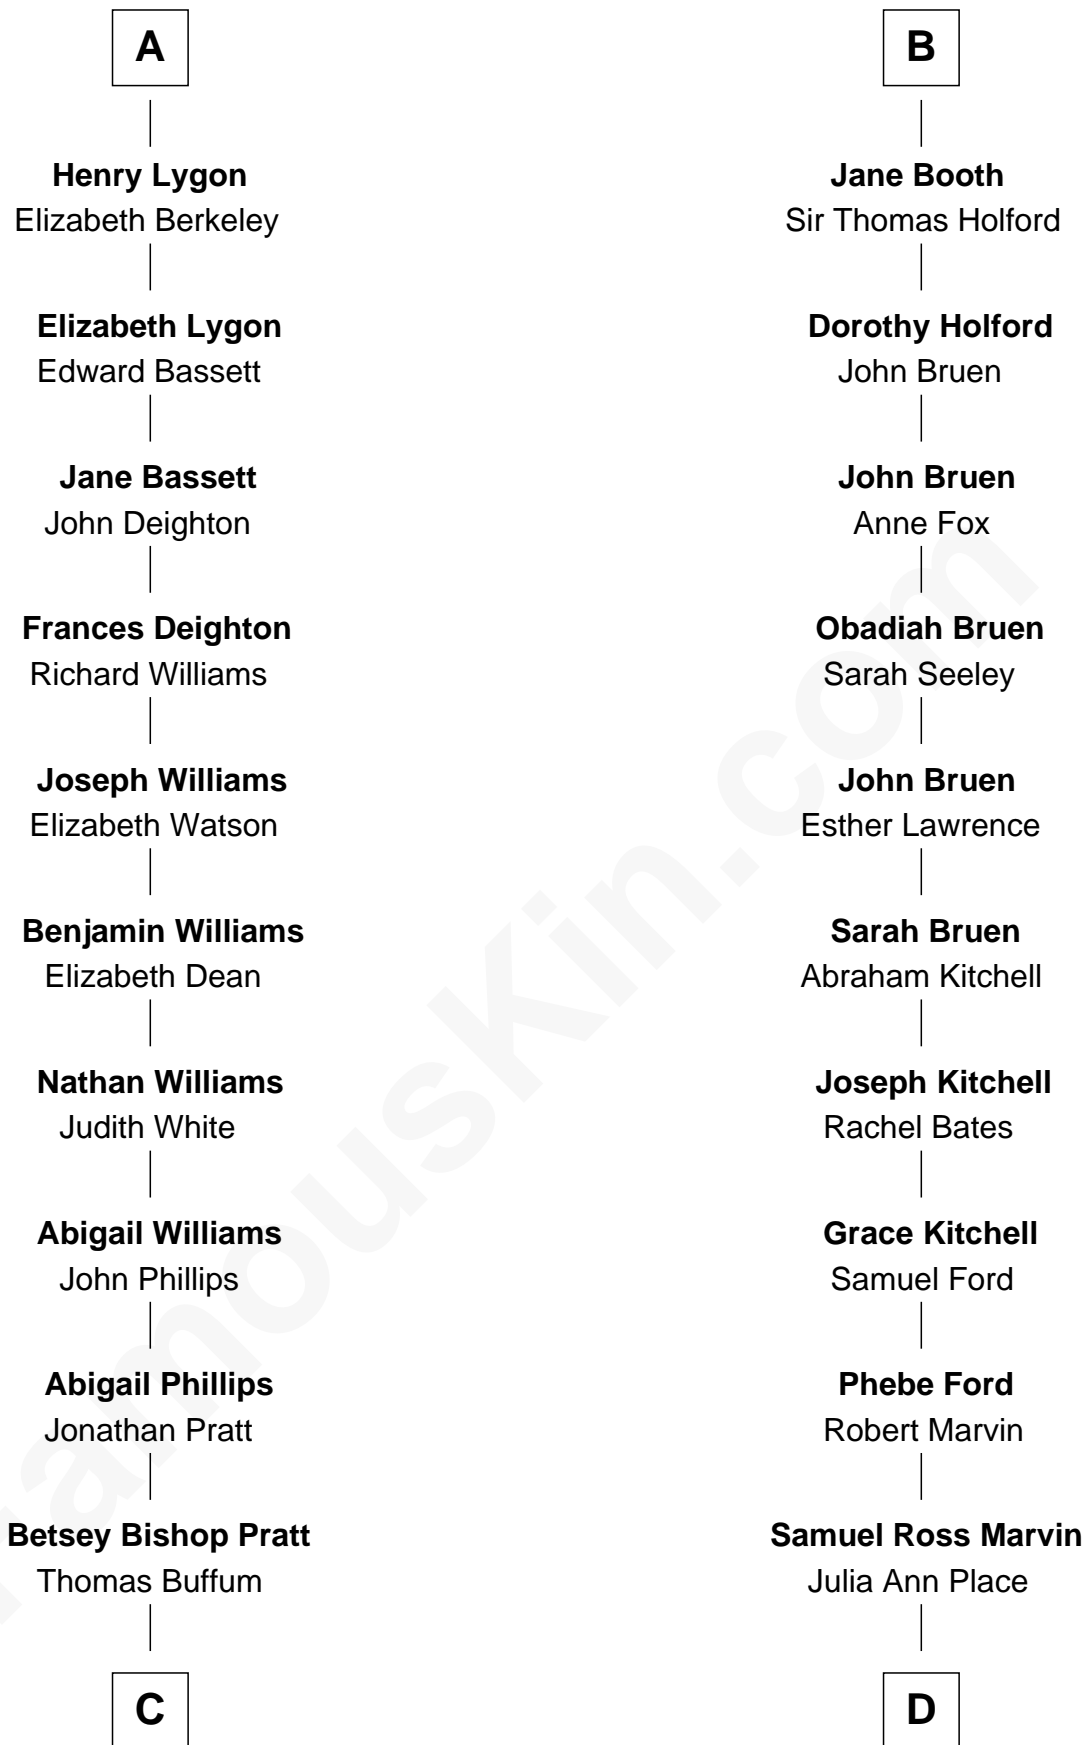 A
Henry Lygon
Elizabeth Berkeley
Elizabeth Lygon
Edward Bassett
Jane Bassett
John Deighton
Frances Deighton
Richard Williams
Joseph Williams
Elizabeth Watson
Benjamin Williams
Elizabeth Dean
Nathan Williams
Judith White
Abigail Williams
John Phillips
Abigail Phillips
Jonathan Pratt
Betsey Bishop Pratt
Thomas Buffum
C
B
Jane Booth
Sir Thomas Holford
Dorothy Holford
John Bruen
John Bruen
Anne Fox
Obadiah Bruen
Sarah Seeley
John Bruen
Esther Lawrence
Sarah Bruen
Abraham Kitchell
Joseph Kitchell
Rachel Bates
Grace Kitchell
Samuel Ford
Phebe Ford
Robert Marvin
Samuel Ross Marvin
Julia Ann Place
D
FamousKin.com